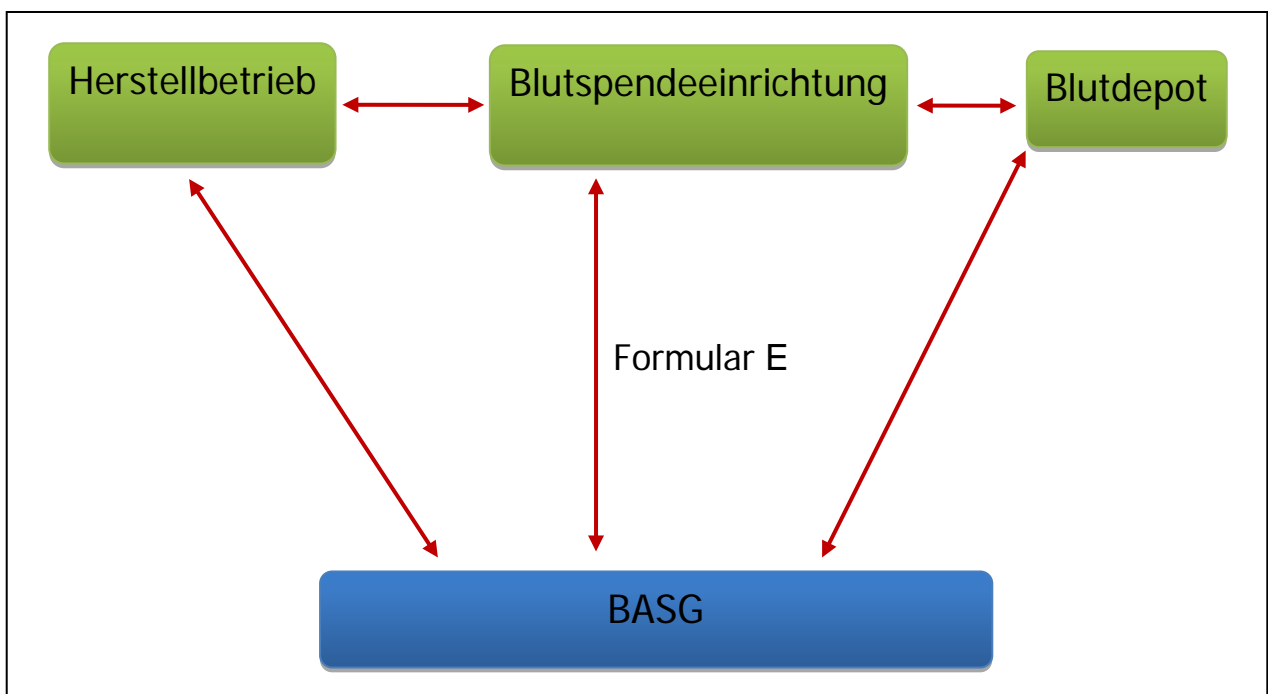 Herstellbetrieb
Blutspendeeinrichtung
Blutdepot
Formular E
BASG